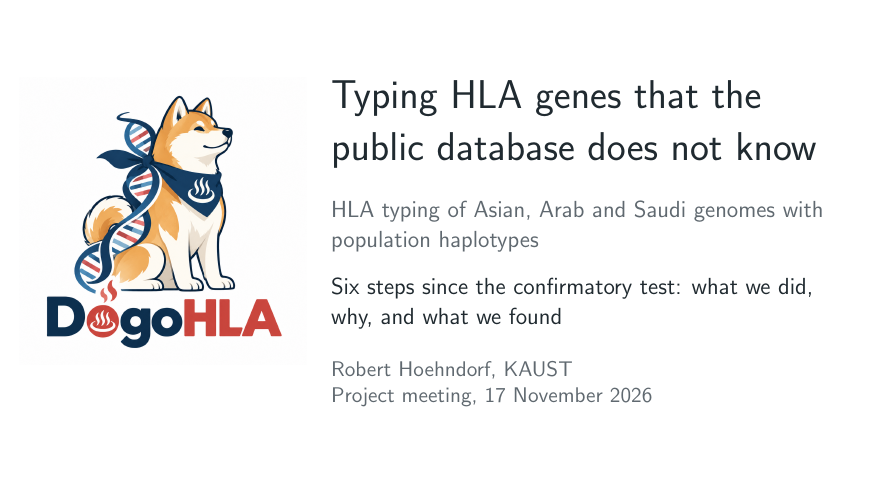 DogoHLA
Typing HLA genes that the
public database does not know
HLA typing of Asian, Arab and Saudi genomes with
population haplotypes
Six steps since the confirmatory test: what we did,
why, and what we found
Robert Hoehndorf, KAUST
Project meeting, 17 November 2026